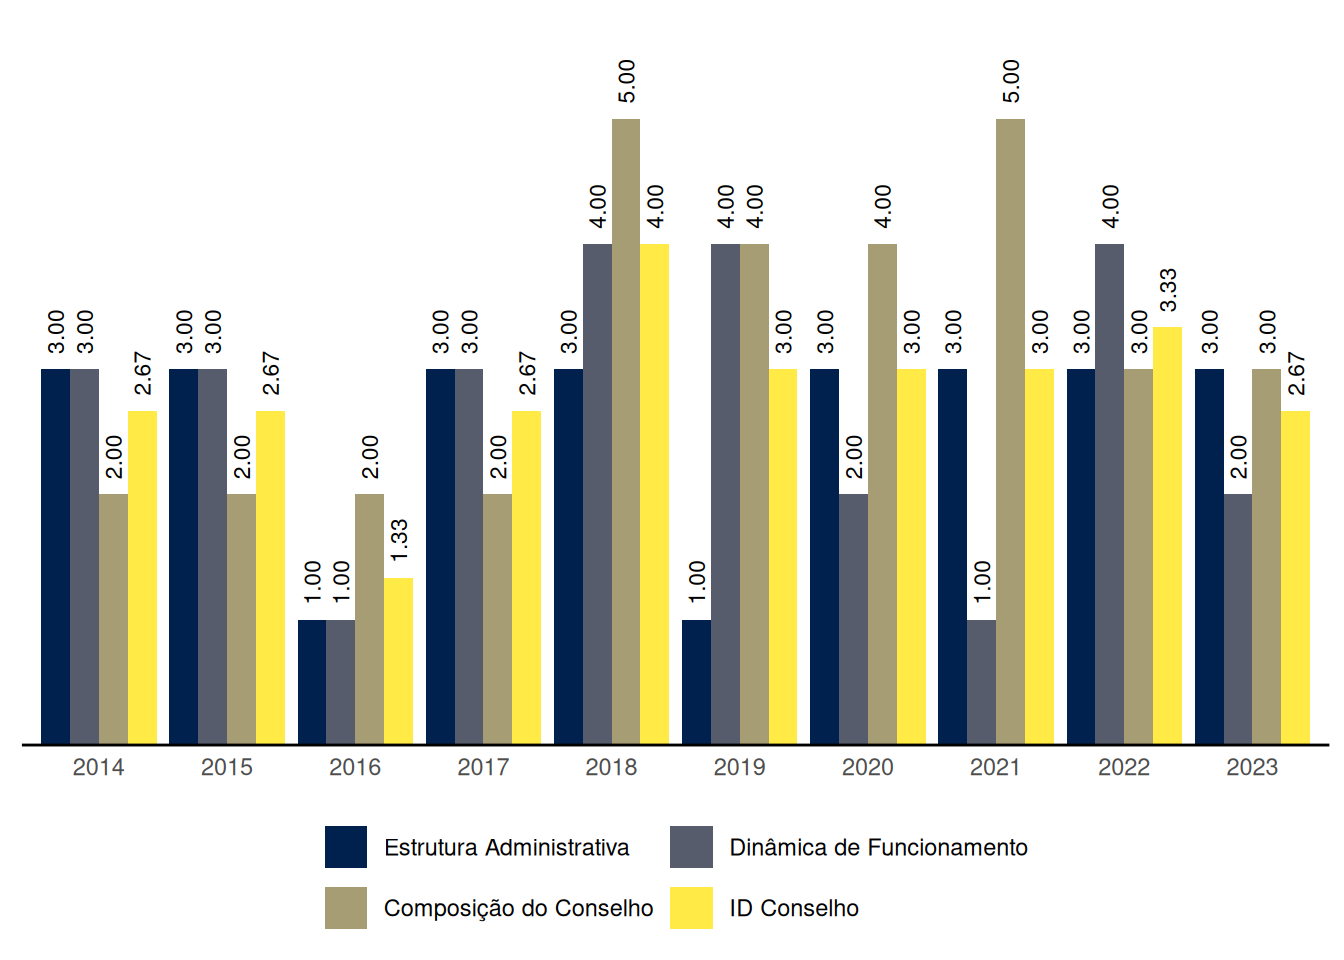 3.00 3.00 2.00 2.67 3.00 3.00 2.00 2.67 1.00 1.00 2.00 1.33 3.00 3.00 2.00 2.67 3.00 4.00 5.00 4.00 1.00 4.00 4.00 3.00 3.00 2.00 4.00 3.00 3.00 1.00 5.00 3.00 3.00 4.00 3.00 3.33 3.00 2.00 3.00 2.67
2014 2015 2016 2017 2018 2019 2020 2021 2022 2023
Estrutura Administrativa Dinâmica de Funcionamento
Composição do Conselho ID Conselho